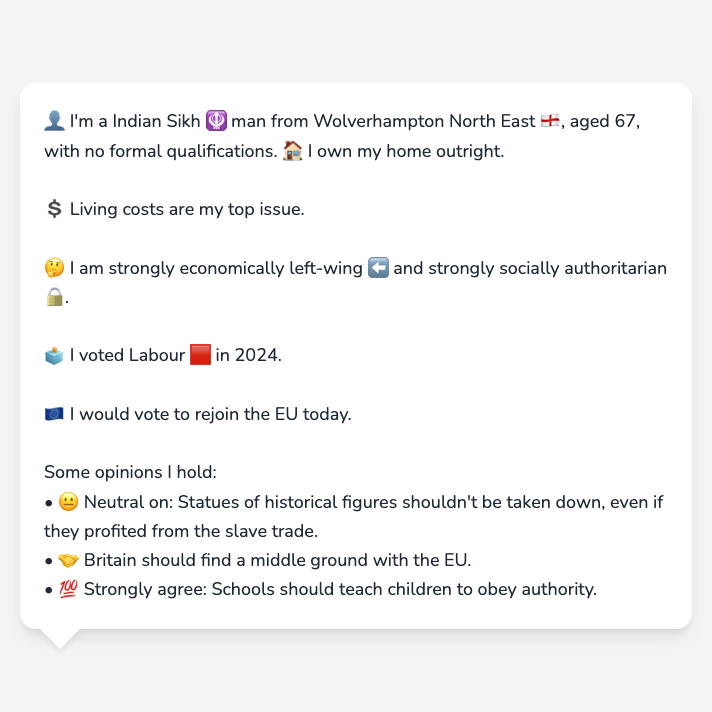 👤 I'm a Indian Sikh 🪯 man from Wolverhampton North East 🏴󠁧󠁢󠁥󠁮󠁧󠁿, aged 67,
with no formal qualifications. 🏠 I own my home outright.
💲 Living costs are my top issue.
🤔 I am strongly economically left-wing ⬅️ and strongly socially authoritarian
🔒.
🗳️ I voted Labour 🟥 in 2024.
🇪🇺 I would vote to rejoin the EU today.
Some opinions I hold:
• 😐 Neutral on: Statues of historical figures shouldn't be taken down, even if
they profited from the slave trade.
• 🤝 Britain should find a middle ground with the EU.
• 💯 Strongly agree: Schools should teach children to obey authority.